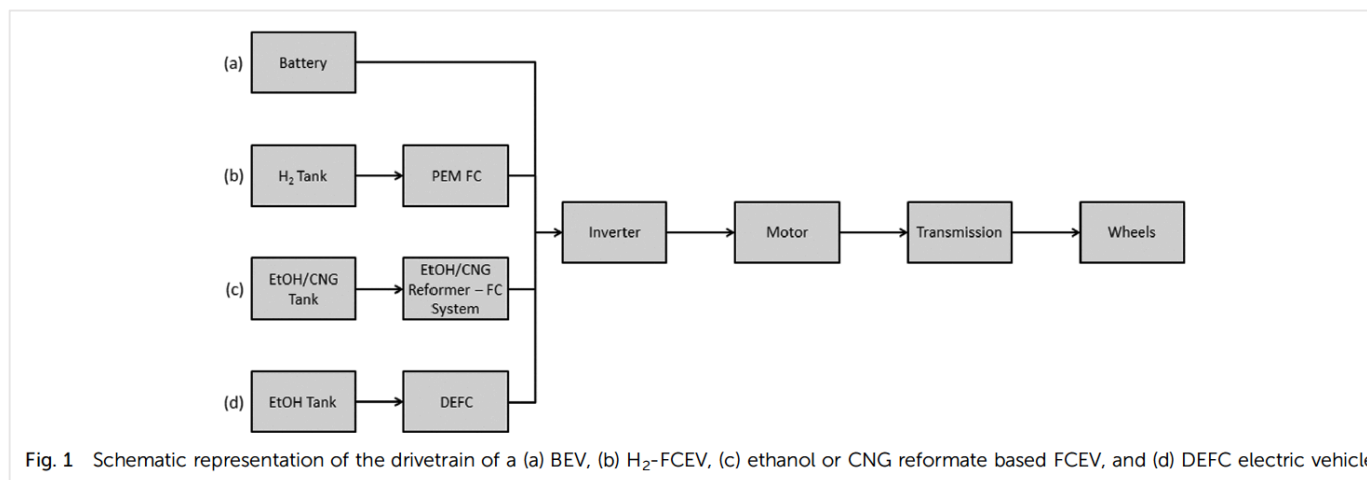 (a) Battery
(b) H₂ Tank PEM FC
Inverter Motor Transmission Wheels
(c) EtOH/CNG Tank EtOH/CNG Reformer – FC System
(d) EtOH Tank DEFC
Fig. 1 Schematic representation of the drivetrain of a (a) BEV, (b) H₂-FCEV, (c) ethanol or CNG reformate based FCEV, and (d) DEFC electric vehicle